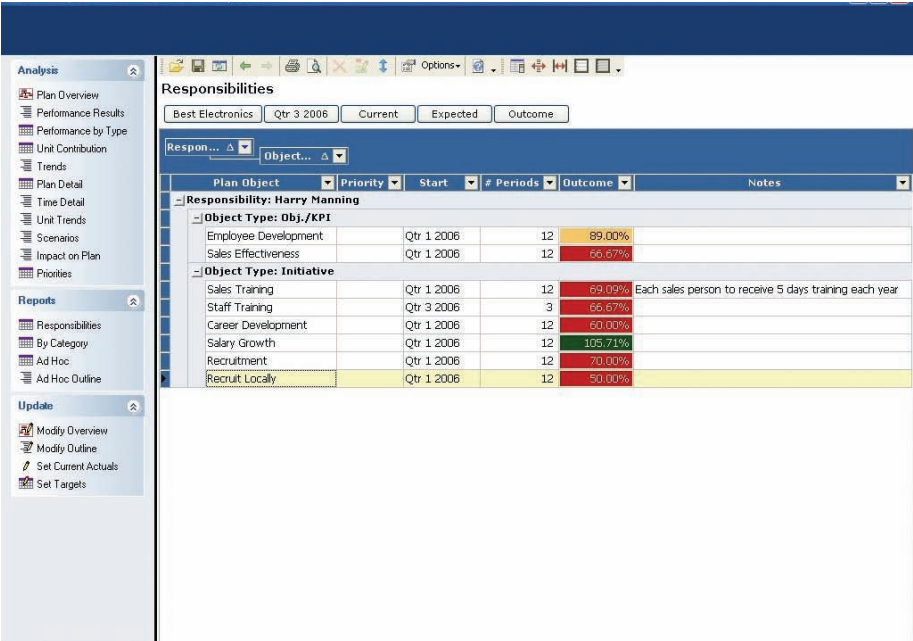 Analysis
Plan Overview
Performance Results
Performance by Type
Unit Contribution
Trends
Plan Detail
Time Detail
Unit Trends
Scenarios
Impact on Plan
Priorities
Reports
Responsibilities
By Category
Ad Hoc
Ad Hoc Outline
Update
Modify Overview
Modify Outline
Set Current Actuals
Set Targets
Options
Responsibilities
Best Electronics Qtr 3 2006 Current Expected Outcome
Respon... Object...
Plan Object Priority Start # Periods Outcome Notes
Responsibility: Harry Manning
Object Type: Obj./KPI
Employee Development Qtr 1 2006 12 89.00%
Sales Effectiveness Qtr 1 2006 12 66.67%
Object Type: Initiative
Sales Training Qtr 1 2006 12 69.09% Each sales person to receive 5 days training each year
Staff Training Qtr 3 2006 3 66.67%
Career Development Qtr 1 2006 12 60.00%
Salary Growth Qtr 1 2006 12 105.71%
Recruitment Qtr 1 2006 12 70.00%
Recruit Locally Qtr 1 2006 12 50.00%